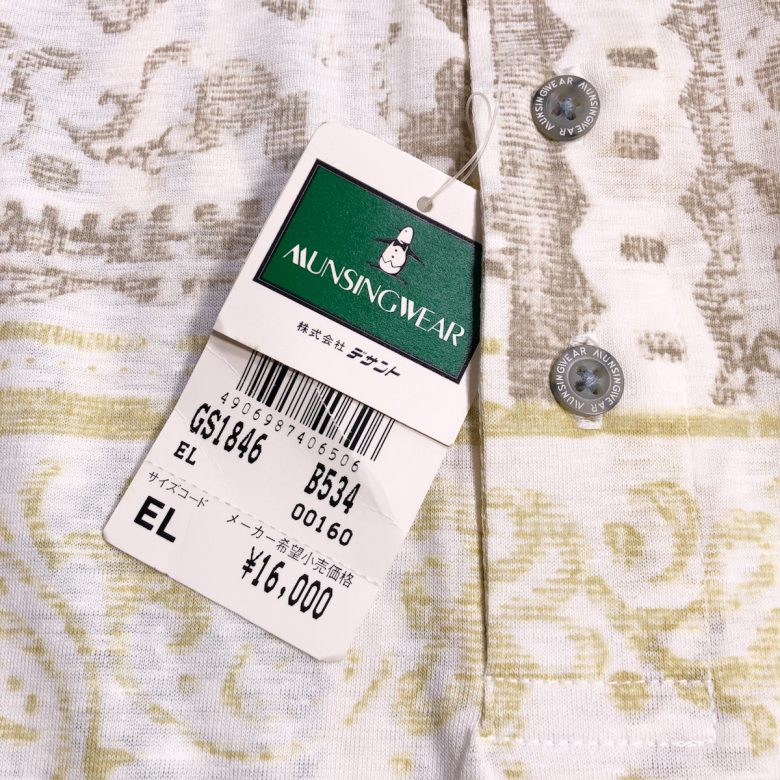 MUNSINGWEAR
MUNSINGWEAR
株式会社 デサント
4906987406506
GS1846
B534
EL
00160
サイズコード
EL
メーカー希望小売価格
¥16,000
MUNSINGWEAR MUNSINGWEAR